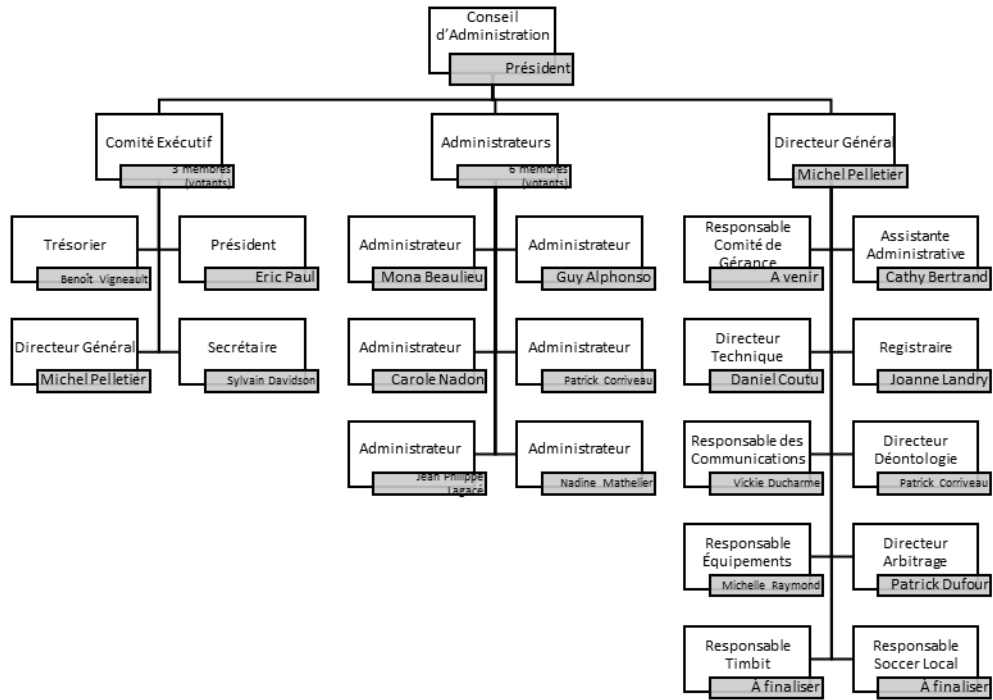 Conseil
d'Administration
Président
Comité Exécutif
3 membres
(votants)
Administrateurs
6 membres
(votants)
Directeur Général
Michel Pelletier
Trésorier
Benoît Vigneault
Président
Eric Paul
Directeur Général
Michel Pelletier
Secrétaire
Sylvain Davidson
Administrateur
Mona Beaulieu
Administrateur
Guy Alphonso
Administrateur
Carole Nadon
Administrateur
Patrick Corriveau
Administrateur
Jean Philippe
Lagacé
Administrateur
Nadine Mathelier
Responsable
Comité de
Gérance
A venir
Assistante
Administrative
Cathy Bertrand
Directeur
Technique
Daniel Coutu
Registraire
Joanne Landry
Responsable des
Communications
Vickie Ducharme
Directeur
Déontologie
Patrick Corriveau
Responsable
Équipements
Michelle Raymond
Directeur
Arbitrage
Patrick Dufour
Responsable
Timbit
À finaliser
Responsable
Soccer Local
À finaliser